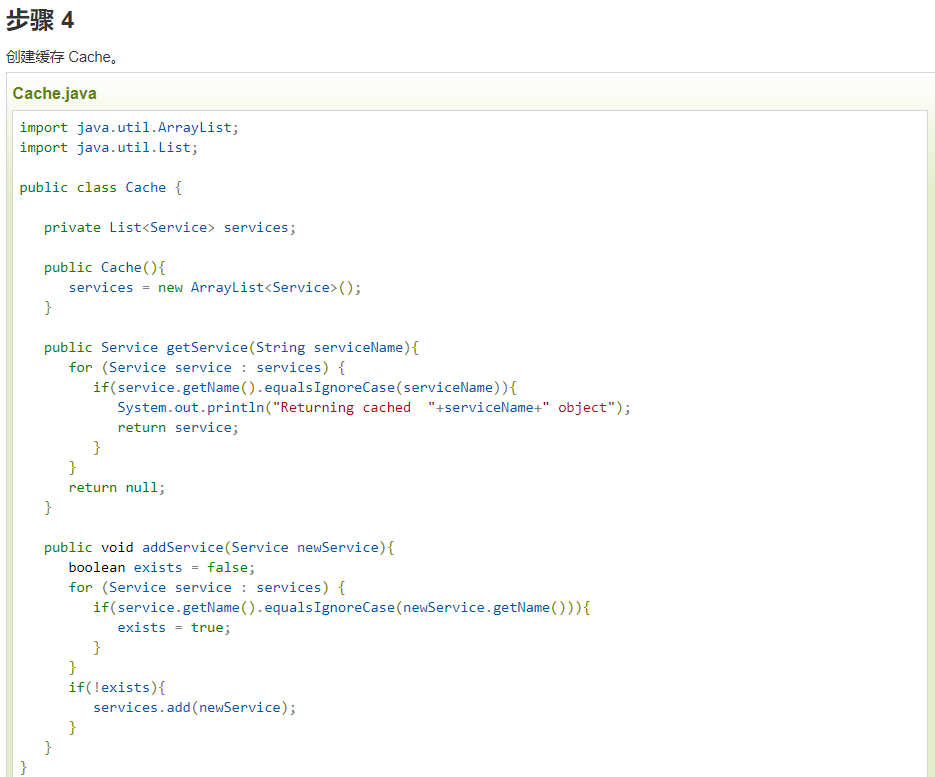 步骤 4
创建缓存 Cache。
Cache.java
import java.util.ArrayList;
import java.util.List;
public class Cache {
   private List<Service> services;
   public Cache(){
      services = new ArrayList<Service>();
   }
   public Service getService(String serviceName){
      for (Service service : services) {
         if(service.getName().equalsIgnoreCase(serviceName)){
            System.out.println("Returning cached  "+serviceName+" object");
            return service;
         }
      }
      return null;
   }
   public void addService(Service newService){
      boolean exists = false;
      for (Service service : services) {
         if(service.getName().equalsIgnoreCase(newService.getName())){
            exists = true;
         }
      }
      if(!exists){
         services.add(newService);
      }
   }
}